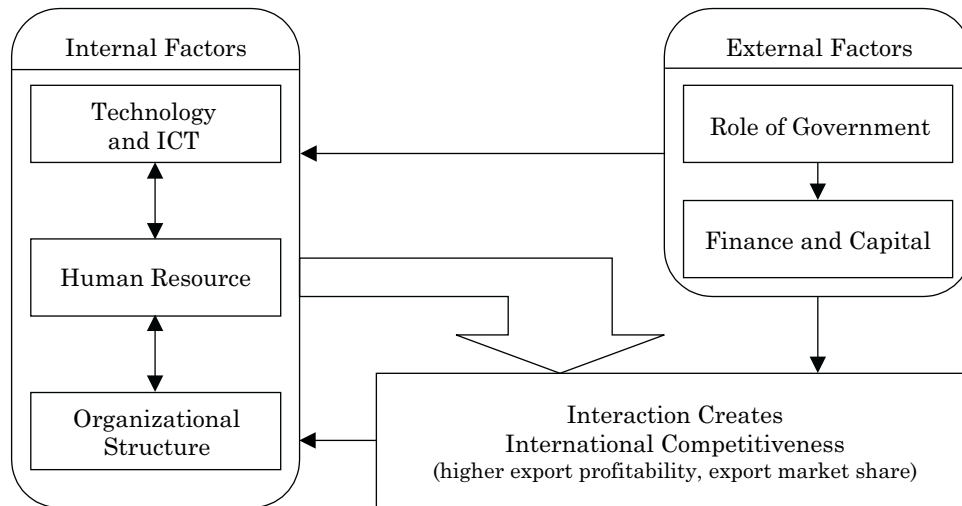 Internal Factors
Technology
and ICT
Human Resource
Organizational
Structure
External Factors
Role of Government
Finance and Capital
Interaction Creates
International Competitiveness
(higher export profitability, export market share)